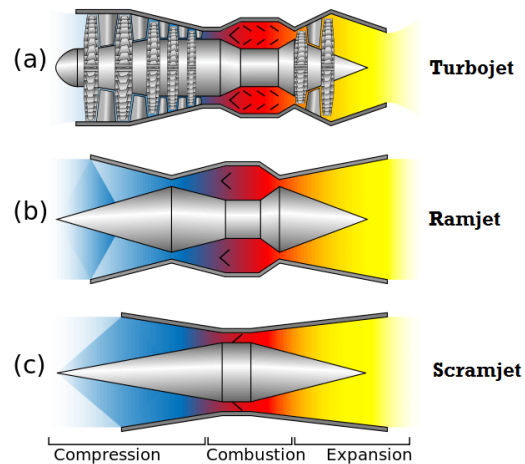 (a) Turbojet
(b) Ramjet
(c) Scramjet
Compression Combustion Expansion